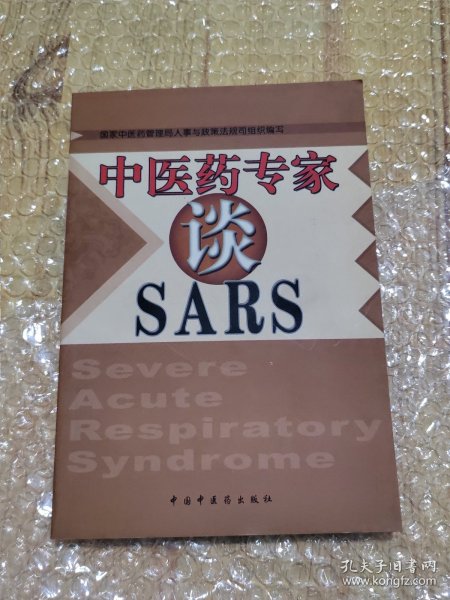 国家中医药管理局人事与政策法规司组织编写
中医药专家
谈
SARS
Severe
Acute
Respiratory
Syndrome
中国中医药出版社
孔夫子旧书网
www.kongfz.com